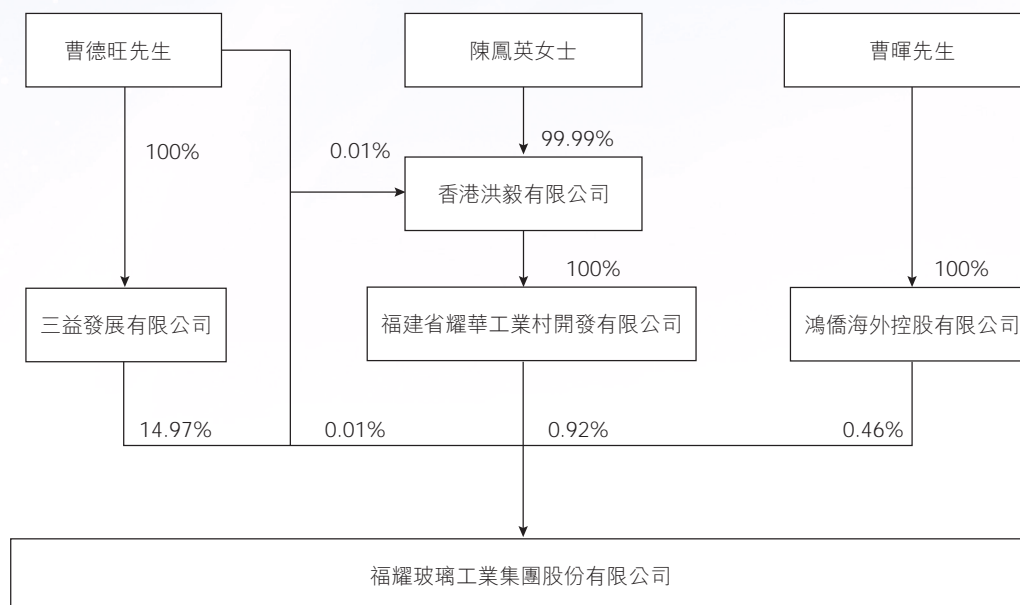 曹德旺先生
陳鳳英女士
曹暉先生
100%
0.01%
99.99%
香港洪毅有限公司
100%
100%
三益發展有限公司
福建省耀華工業村開發有限公司
鴻僑海外控股有限公司
14.97%
0.01%
0.92%
0.46%
福耀玻璃工業集團股份有限公司